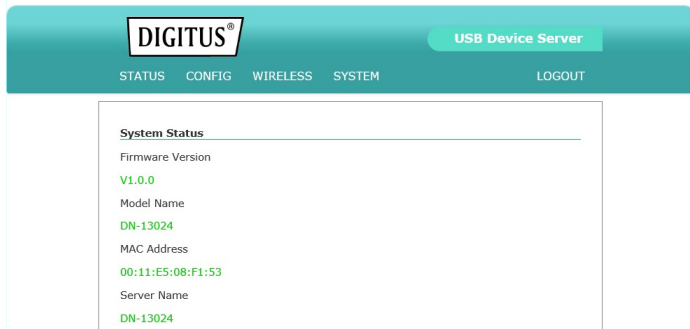 DIGITUS®
USB Device Server
STATUS CONFIG WIRELESS SYSTEM LOGOUT
System Status
Firmware Version
V1.0.0
Model Name
DN-13024
MAC Address
00:11:E5:08:F1:53
Server Name
DN-13024